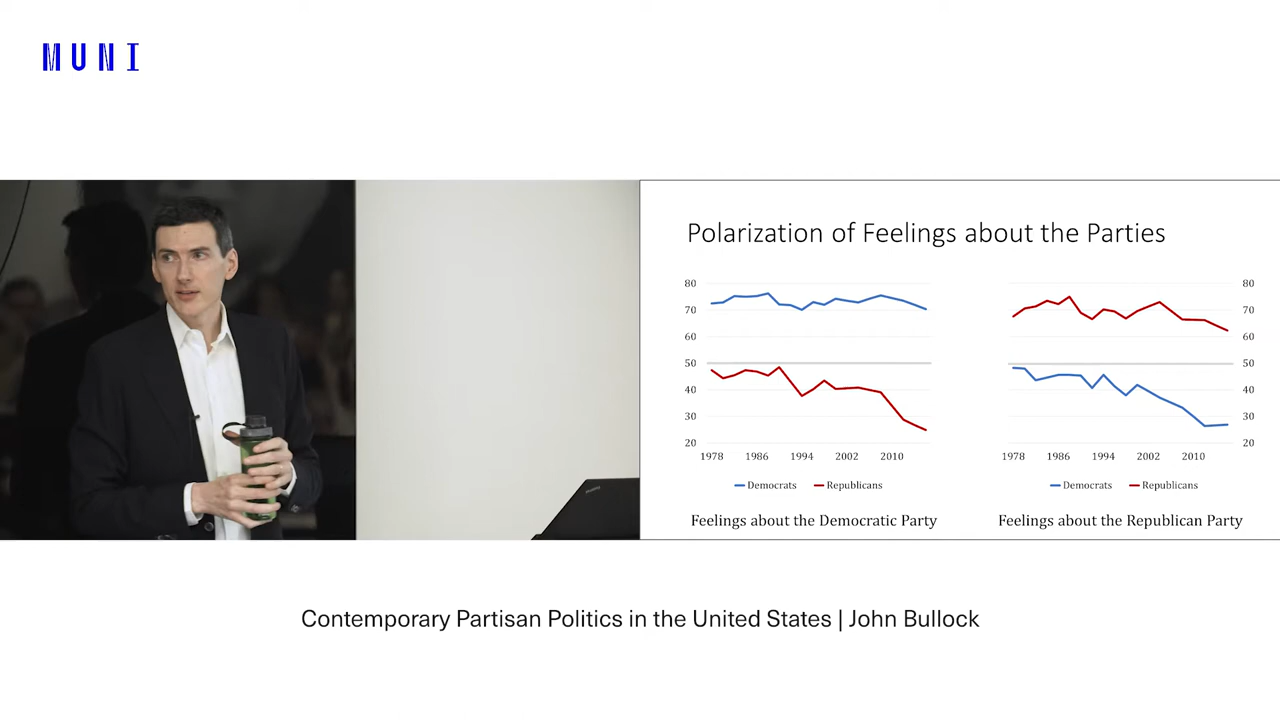 MUNI
Polarization of Feelings about the Parties
80
70
60
50
40
30
20
1978 1986 1994 2002 2010
Democrats Republicans
Feelings about the Democratic Party
80
70
60
50
40
30
20
1978 1986 1994 2002 2010
Democrats Republicans
Feelings about the Republican Party
Contemporary Partisan Politics in the United States | John Bullock